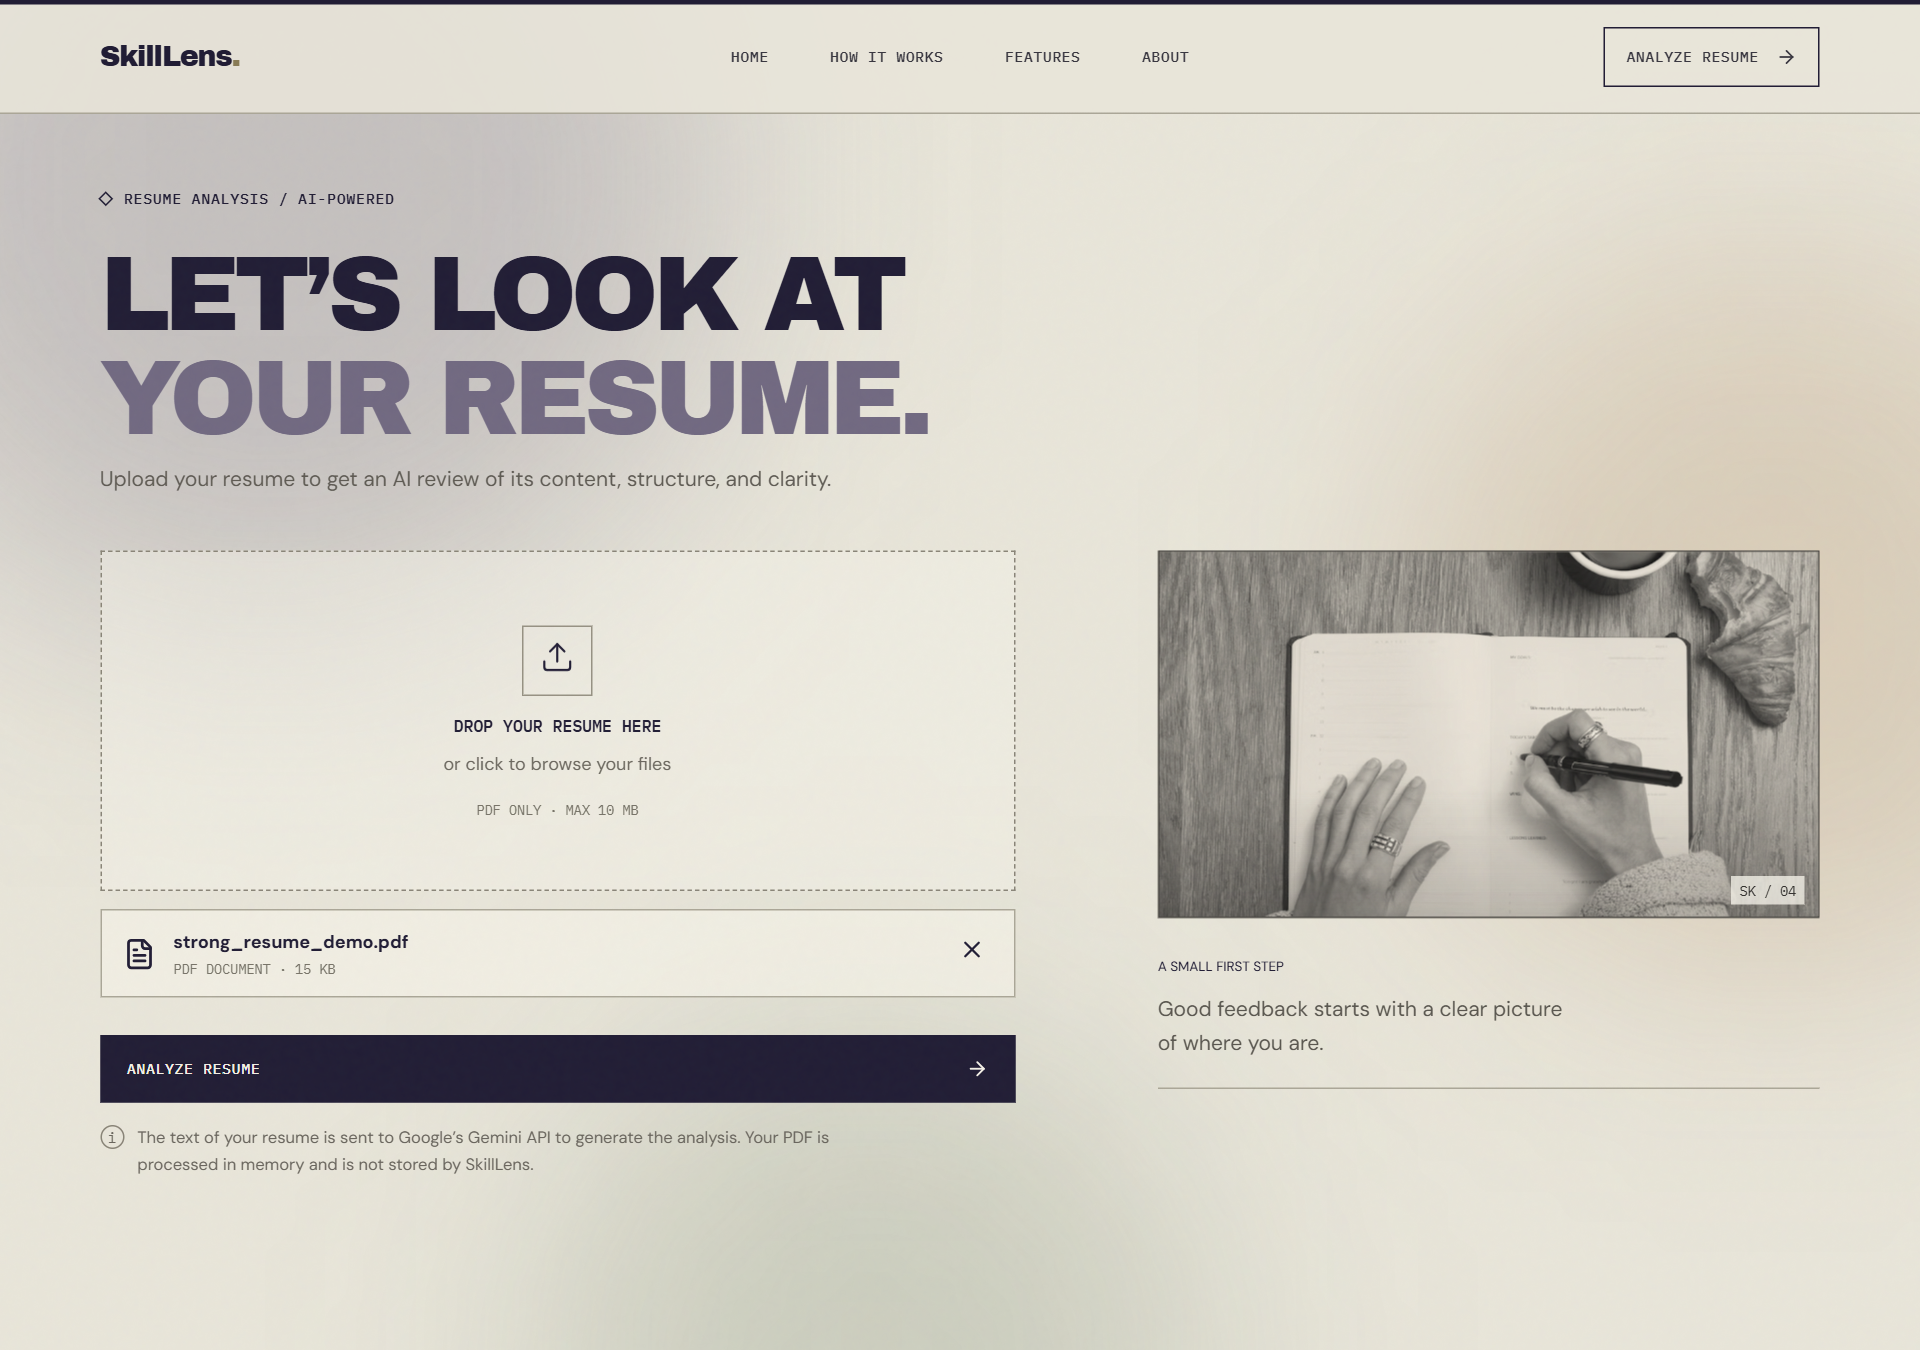 SkillLens.
HOME
HOW IT WORKS
FEATURES
ABOUT
ANALYZE RESUME
RESUME ANALYSIS / AI-POWERED
LET’S LOOK AT
YOUR RESUME.
Upload your resume to get an AI review of its content, structure, and clarity.
DROP YOUR RESUME HERE
or click to browse your files
PDF ONLY · MAX 10 MB
strong_resume_demo.pdf
PDF DOCUMENT · 15 KB
ANALYZE RESUME
The text of your resume is sent to Google’s Gemini API to generate the analysis. Your PDF is
processed in memory and is not stored by SkillLens.
SK / 04
A SMALL FIRST STEP
Good feedback starts with a clear picture
of where you are.